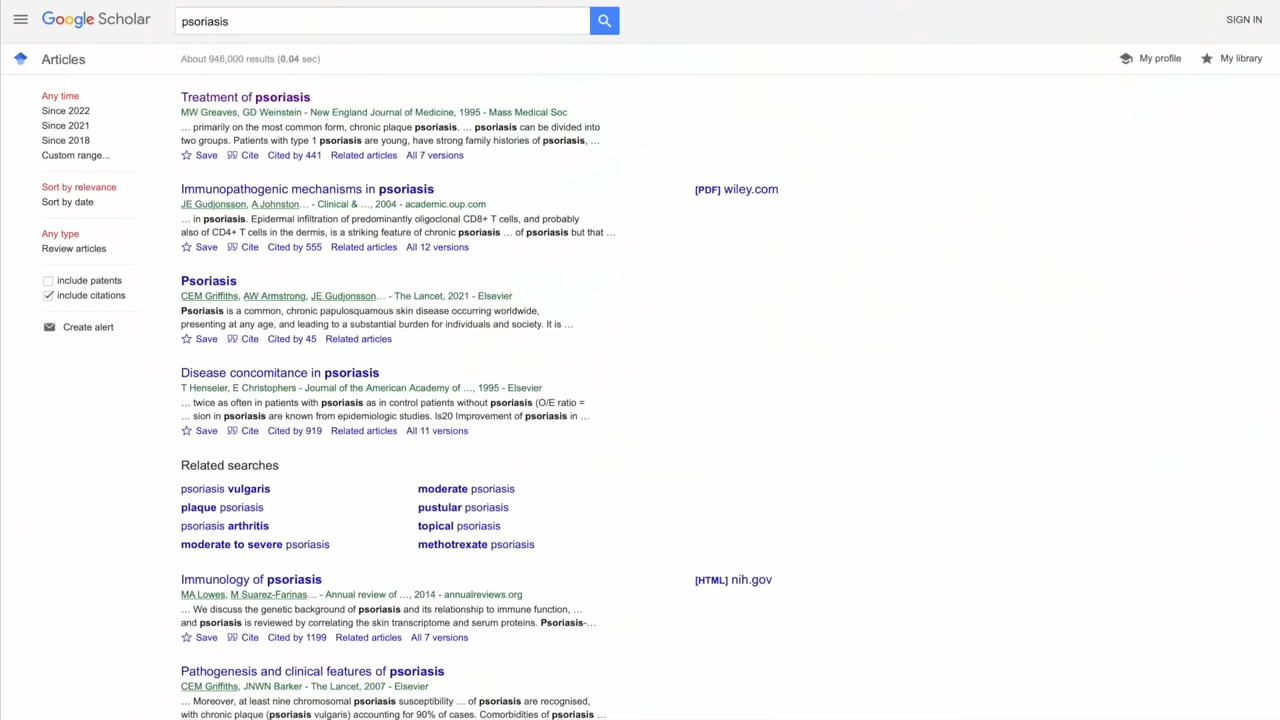 Google Scholar
psoriasis
SIGN IN
Articles
About 946,000 results (0.04 sec)
My profile
My library
Any time
Since 2022
Since 2021
Since 2018
Custom range...
Sort by relevance
Sort by date
Any type
Review articles
include patents
include citations
Create alert
Treatment of psoriasis
MW Greaves, GD Weinstein - New England Journal of Medicine, 1995 - Mass Medical Soc
… primarily on the most common form, chronic plaque psoriasis. … psoriasis can be divided into
two groups. Patients with type 1 psoriasis are young, have strong family histories of psoriasis, …
Save Cite Cited by 441 Related articles All 7 versions
Immunopathogenic mechanisms in psoriasis
[PDF] wiley.com
JE Gudjonsson, A Johnston… - Clinical & …, 2004 - academic.oup.com
… in psoriasis. Epidermal infiltration of predominantly oligoclonal CD8+ T cells, and probably
also of CD4+ T cells in the dermis, is a striking feature of chronic psoriasis … of psoriasis but that …
Save Cite Cited by 555 Related articles All 12 versions
Psoriasis
CEM Griffiths, AW Armstrong, JE Gudjonsson… - The Lancet, 2021 - Elsevier
Psoriasis is a common, chronic papulosquamous skin disease occurring worldwide,
presenting at any age, and leading to a substantial burden for individuals and society. It is …
Save Cite Cited by 45 Related articles
Disease concomitance in psoriasis
T Henseler, E Christophers - Journal of the American Academy of …, 1995 - Elsevier
… twice as often in patients with psoriasis as in control patients without psoriasis (O/E ratio =
… sion in psoriasis are known from epidemiologic studies. ls20 Improvement of psoriasis in …
Save Cite Cited by 919 Related articles All 11 versions
Related searches
psoriasis vulgaris
moderate psoriasis
plaque psoriasis
pustular psoriasis
psoriasis arthritis
topical psoriasis
moderate to severe psoriasis
methotrexate psoriasis
Immunology of psoriasis
[HTML] nih.gov
MA Lowes, M Suarez-Farinas… - Annual review of …, 2014 - annualreviews.org
… We discuss the genetic background of psoriasis and its relationship to immune function, …
and psoriasis is reviewed by correlating the skin transcriptome and serum proteins. Psoriasis-…
Save Cite Cited by 1199 Related articles All 7 versions
Pathogenesis and clinical features of psoriasis
CEM Griffiths, JNWN Barker - The Lancet, 2007 - Elsevier
… Moreover, at least nine chromosomal psoriasis susceptibility … of psoriasis are recognised,
with chronic plaque (psoriasis vulgaris) accounting for 90% of cases. Comorbidities of psoriasis …